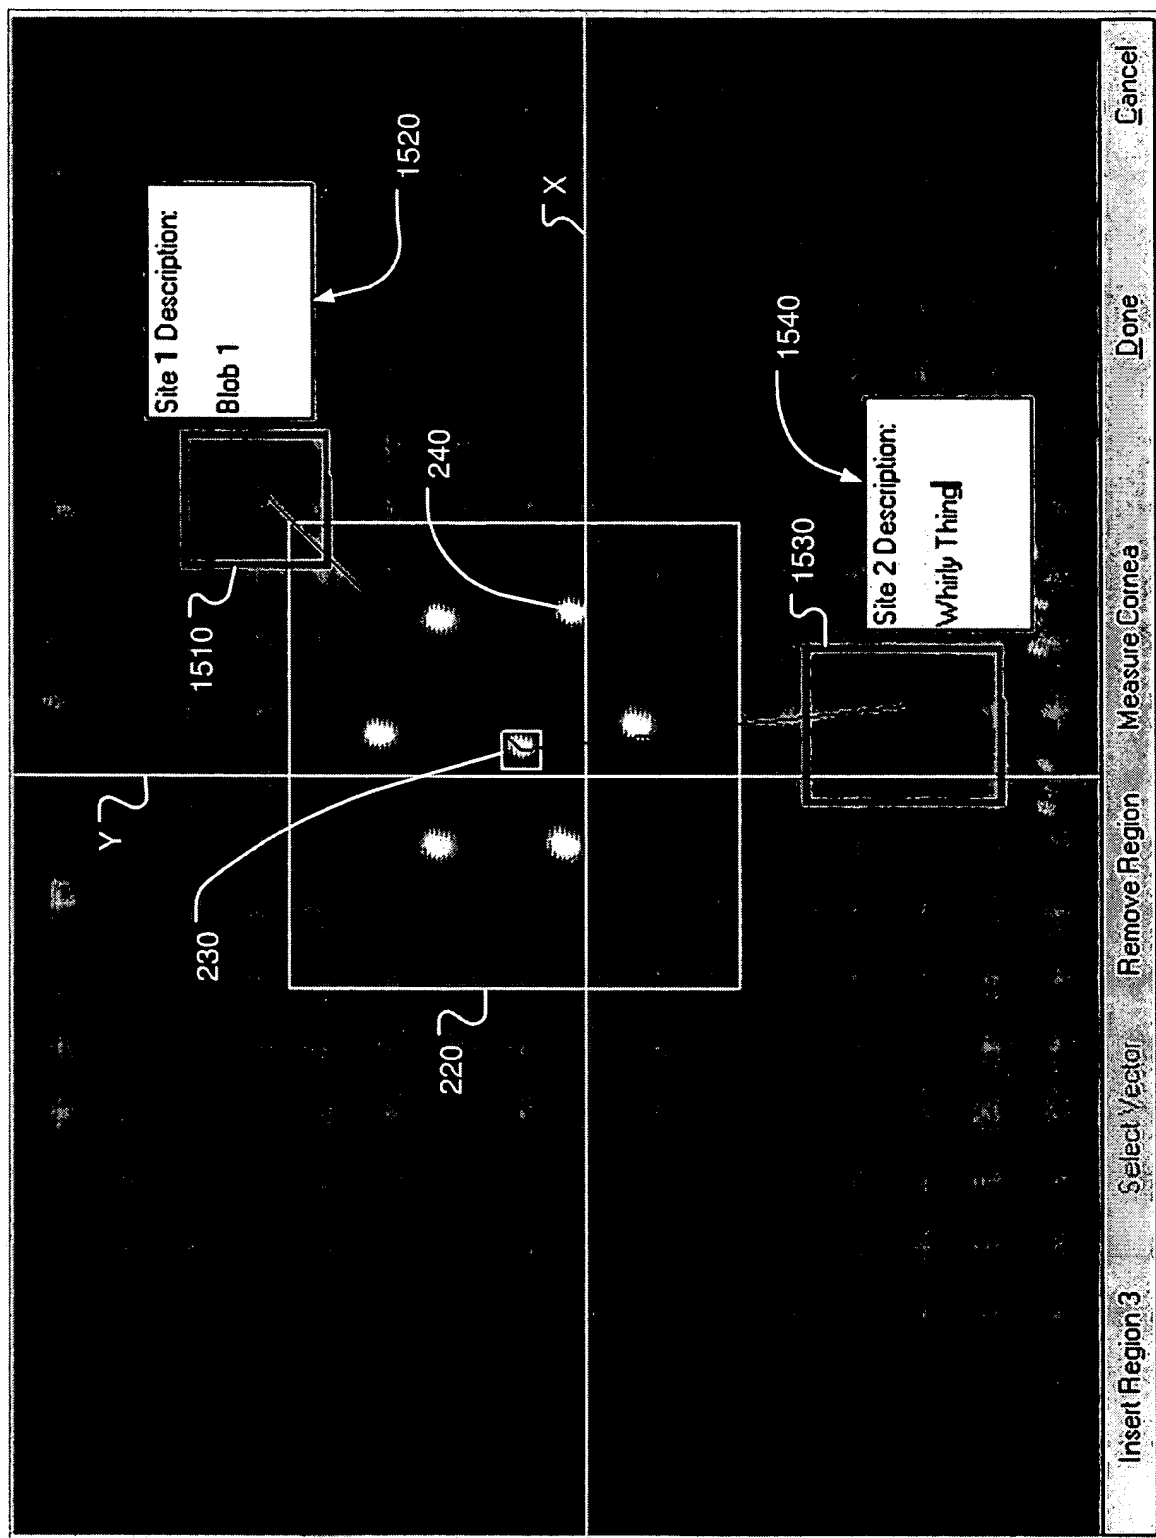 Y
1510
Site 1 Description:
Blob 1
1520
230
240
X
220
1530
Site 2 Description:
Whirly Thing
1540
Insert Region 3
Select Vector
Remove Region
Measure Cornea
Done
Cancel